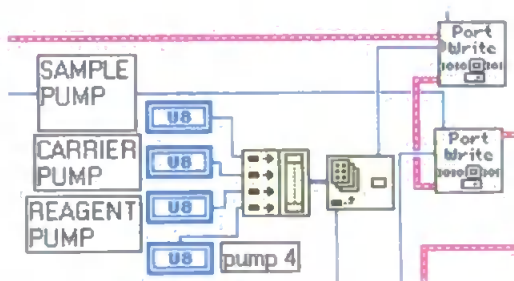 Port
Write
SAMPLE
PUMP
U8
Port
Write
CARRIER
PUMP
U8
REAGENT
PUMP
U8
U8
pump 4